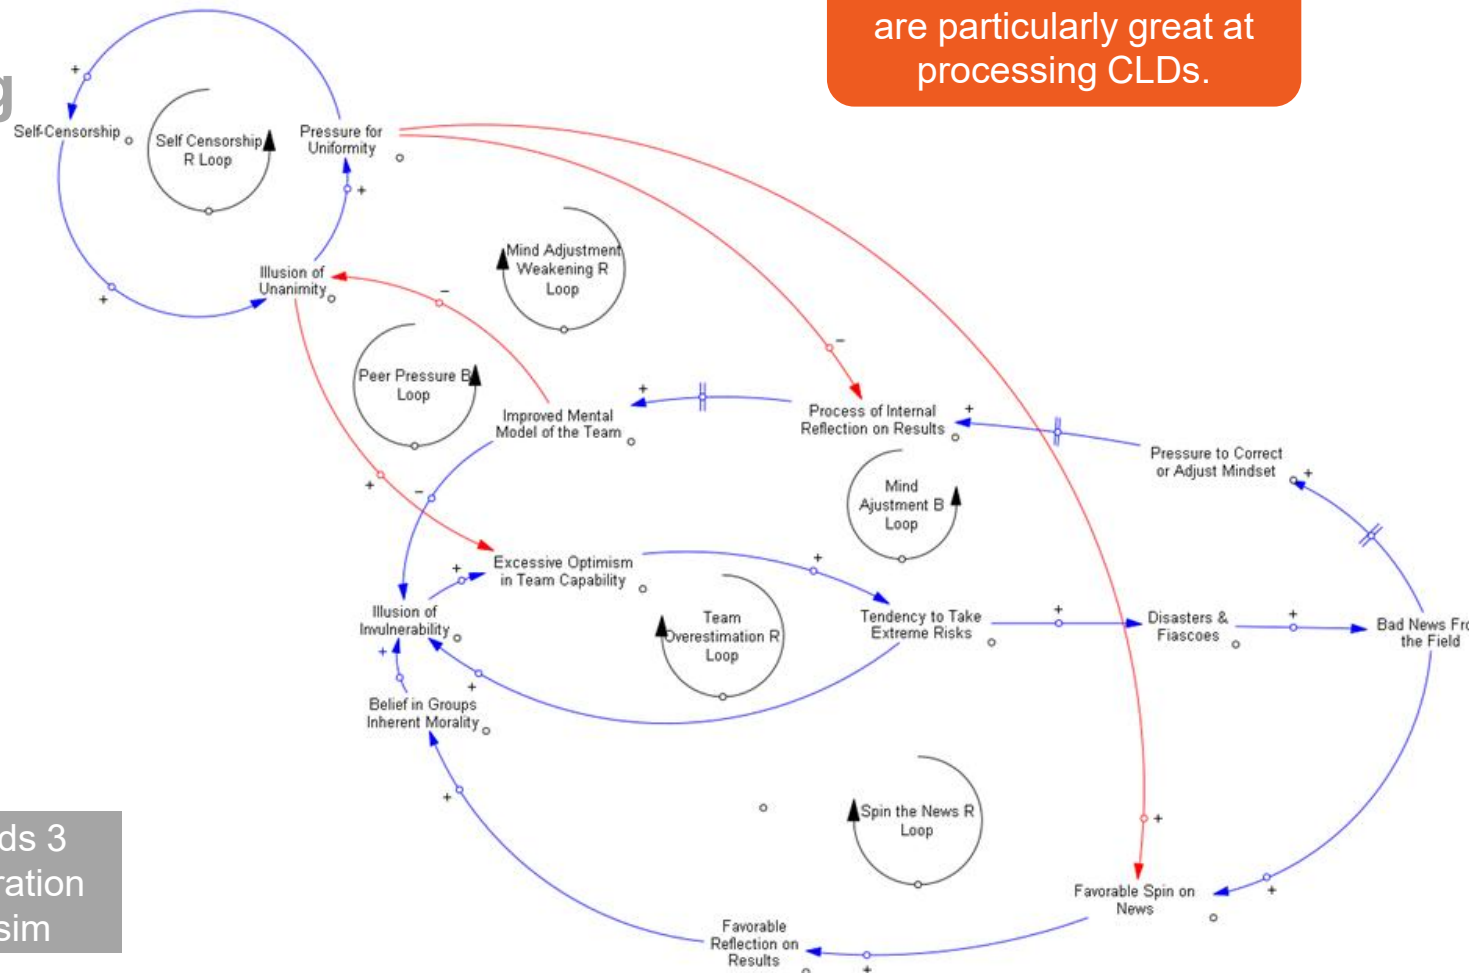 are particularly great at
processing CLDs.
g
+
Self-Censorship
Self Censorship
R Loop
Pressure for
Uniformity
+
Mind Adjustment
Weakening R
Loop
Illusion of
Unanimity
+
−
−
Peer Pressure B
Loop
+
Improved Mental
Model of the Team
Process of Internal
Reflection on Results
+
Pressure to Correct
or Adjust Mindset
+
+
−
Mind
Ajustment B
Loop
Excessive Optimism
in Team Capability
+
+
Illusion of
Invulnerability
Team
Overestimation R
Loop
Tendency to Take
Extreme Risks
+
Disasters &
Fiascoes
+
Bad News Fro
the Field
+
+
Belief in Groups
Inherent Morality
+
Spin the News R
Loop
+
ds 3
ration
sim
Favorable Spin on
News
+
Favorable
Reflection on
Results
+